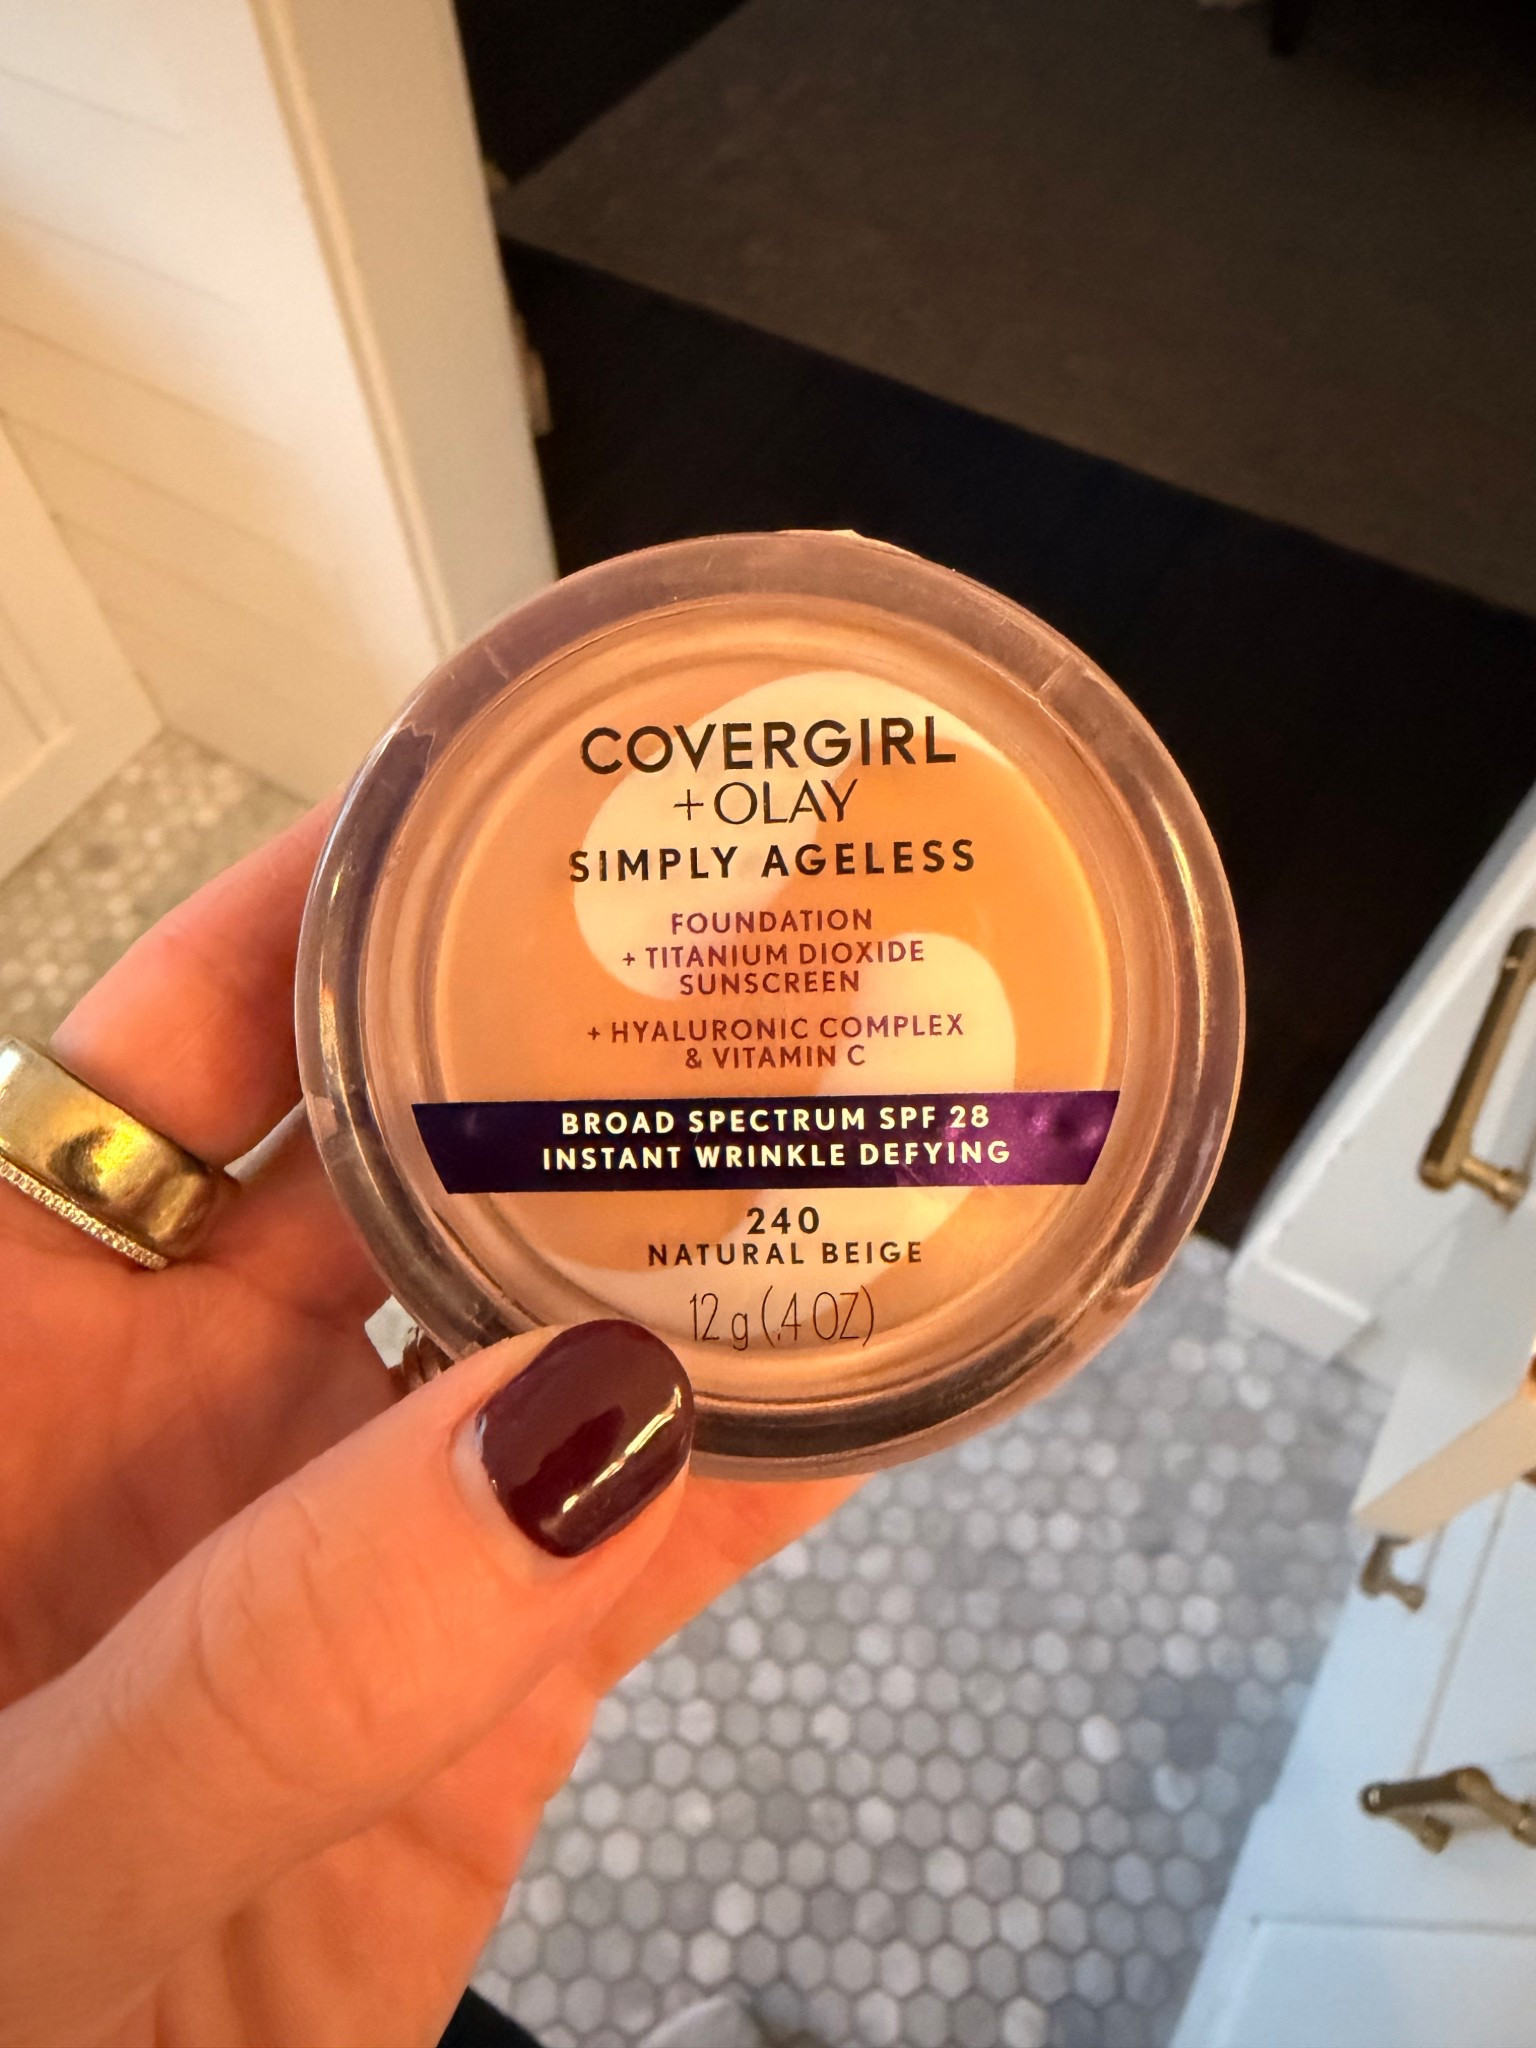 COVERGIRL
+OLAY
SIMPLY AGELESS
FOUNDATION
+ TITANIUM DIOXIDE
SUNSCREEN
+ HYALURONIC COMPLEX
& VITAMIN C
BROAD SPECTRUM SPF 28
INSTANT WRINKLE DEFYING
240
NATURAL BEIGE
12 g (.4 OZ)